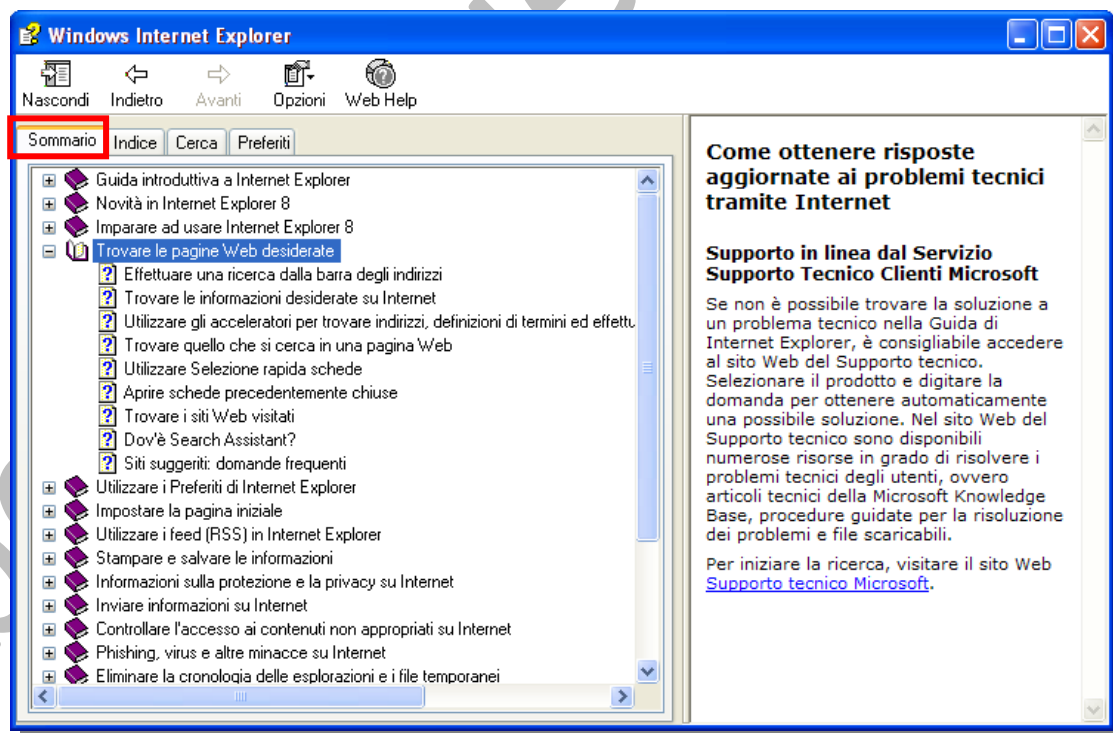 Windows Internet Explorer
Nascondi Indietro Avanti Opzioni Web Help
Sommario Indice Cerca Preferiti
Guida introduttiva a Internet Explorer
Novità in Internet Explorer 8
Imparare ad usare Internet Explorer 8
Trovare le pagine Web desiderate
Effettuare una ricerca dalla barra degli indirizzi
Trovare le informazioni desiderate su Internet
Utilizzare gli acceleratori per trovare indirizzi, definizioni di termini ed effettu
Trovare quello che si cerca in una pagina Web
Utilizzare Selezione rapida schede
Aprire schede precedentemente chiuse
Trovare i siti Web visitati
Dov'è Search Assistant?
Siti suggeriti: domande frequenti
Utilizzare i Preferiti di Internet Explorer
Impostare la pagina iniziale
Utilizzare i feed (RSS) in Internet Explorer
Stampare e salvare le informazioni
Informazioni sulla protezione e la privacy su Internet
Inviare informazioni su Internet
Controllare l'accesso ai contenuti non appropriati su Internet
Phishing, virus e altre minacce su Internet
Eliminare la cronologia delle esplorazioni e i file temporanei
Come ottenere risposte
aggiornate ai problemi tecnici
tramite Internet
Supporto in linea dal Servizio
Supporto Tecnico Clienti Microsoft
Se non è possibile trovare la soluzione a
un problema tecnico nella Guida di
Internet Explorer, è consigliabile accedere
al sito Web del Supporto tecnico.
Selezionare il prodotto e digitare la
domanda per ottenere automaticamente
una possibile soluzione. Nel sito Web del
Supporto tecnico sono disponibili
numerose risorse in grado di risolvere i
problemi tecnici degli utenti, ovvero
articoli tecnici della Microsoft Knowledge
Base, procedure guidate per la risoluzione
dei problemi e file scaricabili.
Per iniziare la ricerca, visitare il sito Web
Supporto tecnico Microsoft.